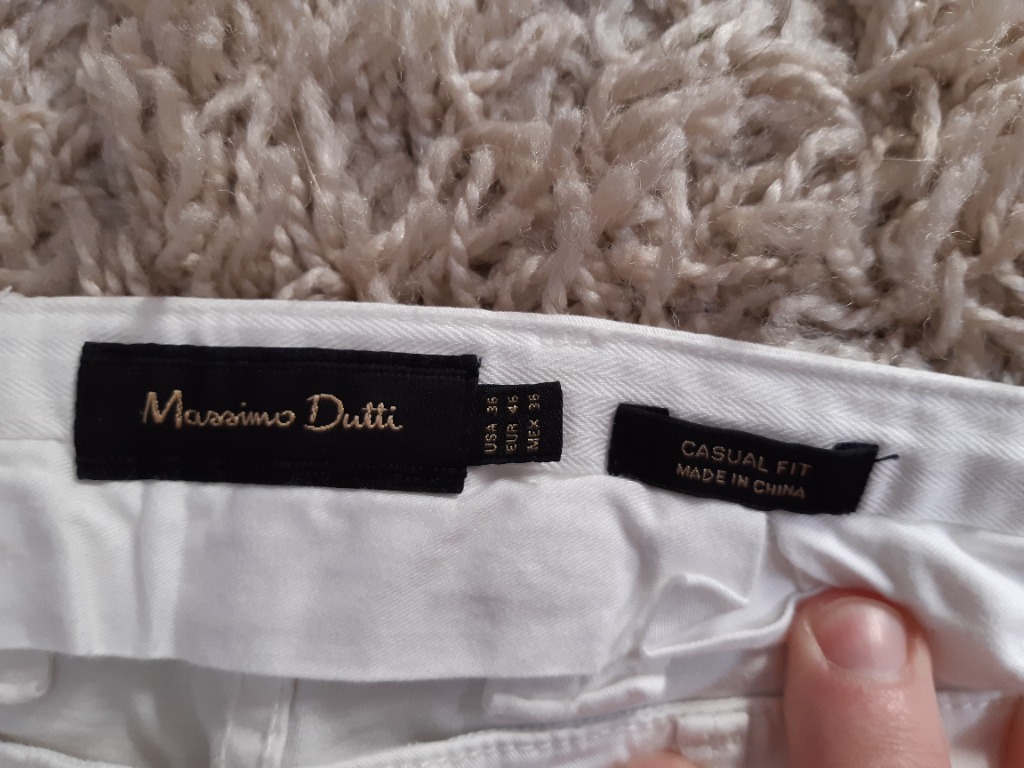 Massimo Dutti
USA 36
EUR 46
MEX 36
CASUAL FIT
MADE IN CHINA